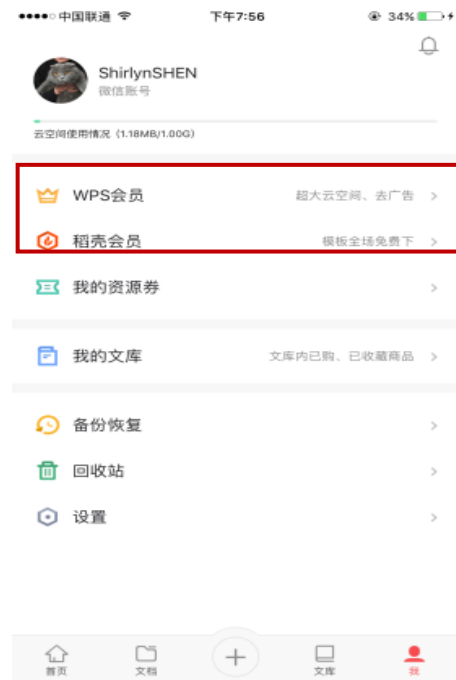 中国联通 下午7:56 34%
ShirlynSHEN
微信账号
云空间使用情况（1.18MB/1.00G）
WPS会员 超大云空间、去广告
稻壳会员 模板全场免费下
我的资源券
我的文库 文库内已购、已收藏商品
备份恢复
回收站
设置
首页 文档 文库 我